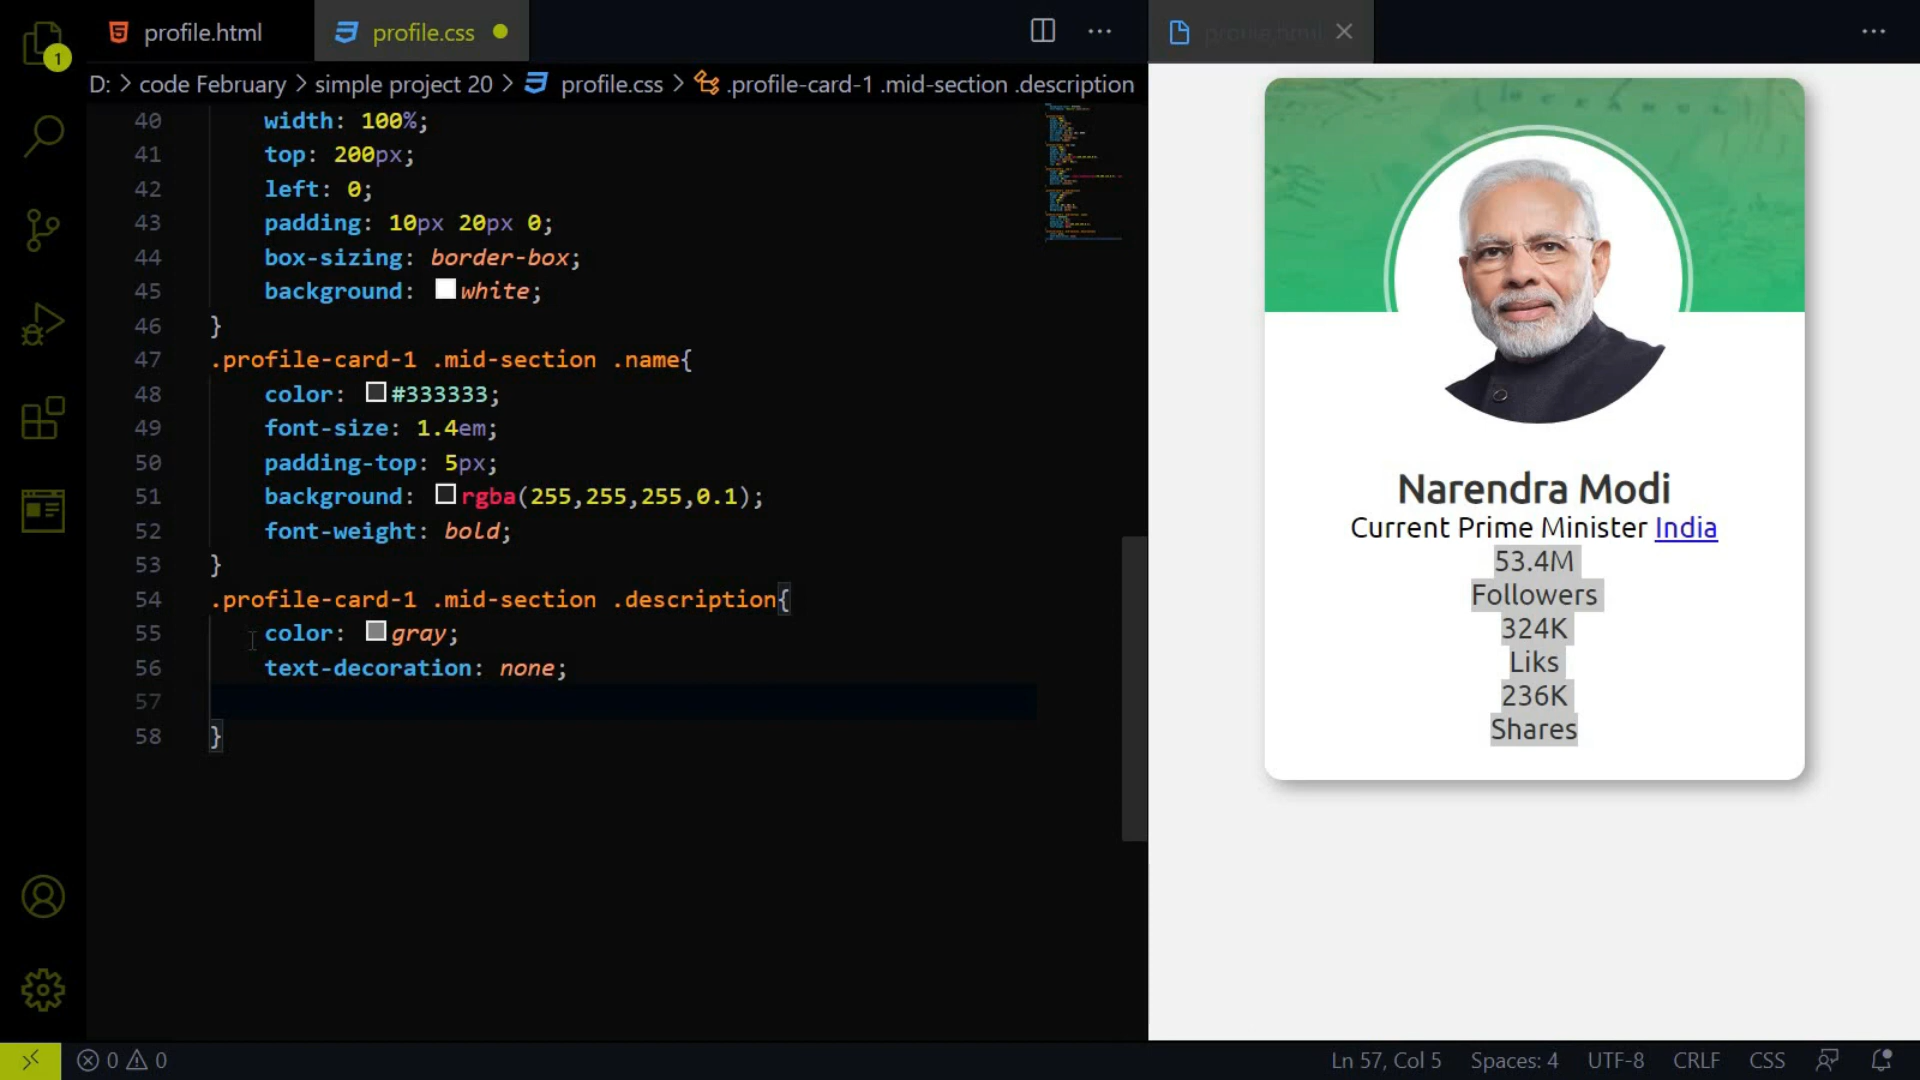 profile.html
profile.css
profile.html
1
D: > code February > simple project 20 > profile.css > .profile-card-1 .mid-section .description
40 width: 100%;
41 top: 200px;
42 left: 0;
43 padding: 10px 20px 0;
44 box-sizing: border-box;
45 background: white;
46 }
47 .profile-card-1 .mid-section .name{
48 color: #333333;
49 font-size: 1.4em;
50 padding-top: 5px;
51 background: rgba(255,255,255,0.1);
52 font-weight: bold;
53 }
54 .profile-card-1 .mid-section .description{
55 color: gray;
56 text-decoration: none;
57
58 }
Narendra Modi
Current Prime Minister India
53.4M
Followers
324K
Liks
236K
Shares
0 0
Ln 57, Col 5 Spaces: 4 UTF-8 CRLF CSS